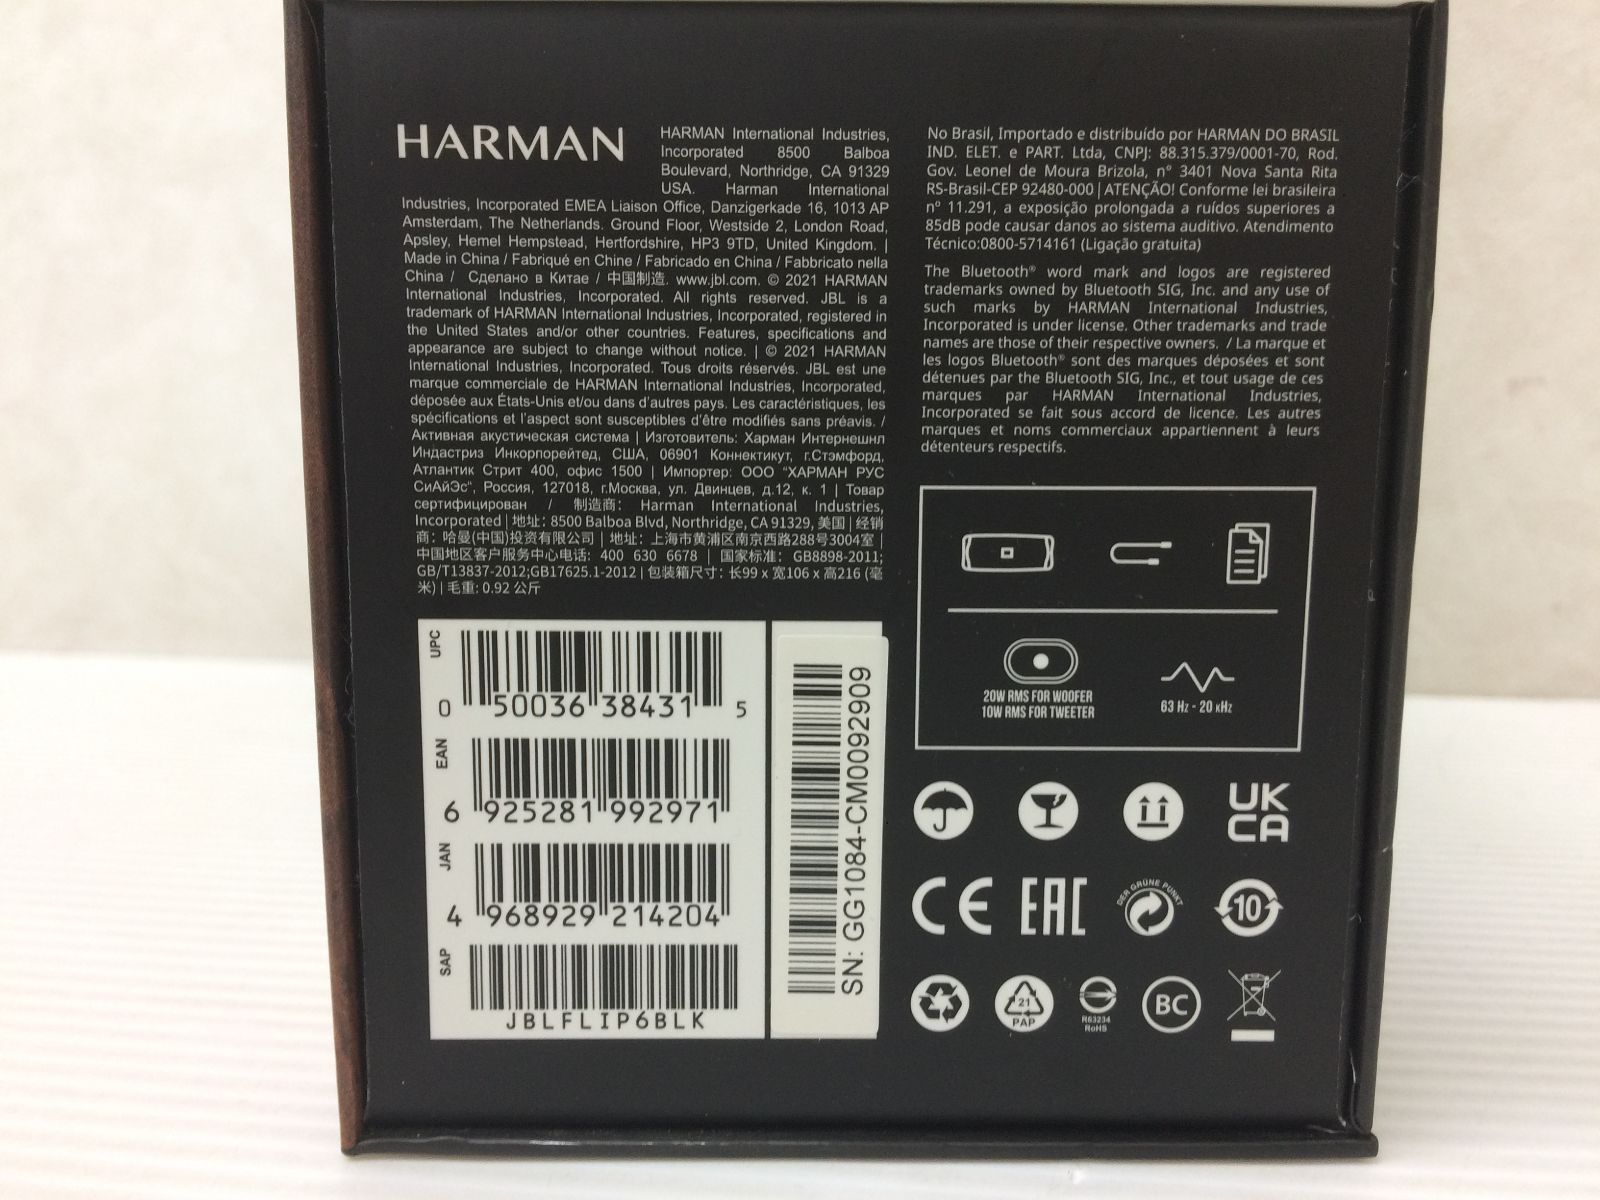 HARMAN
HARMAN International Industries,
Incorporated 8500 Balboa
Boulevard, Northridge, CA 91329
USA. Harman International
Industries, Incorporated EMEA Liaison Office, Danzigerkade 16, 1013 AP
Amsterdam, The Netherlands. Ground Floor, Westside 2, London Road,
Apsley, Hemel Hempstead, Hertfordshire, HP3 9TD, United Kingdom. |
Made in China / Fabriqué en Chine / Fabricado en China / Fabbricato nella
China / Сделано в Китае / 中国制造. www.jbl.com. © 2021 HARMAN
International Industries, Incorporated. All rights reserved. JBL is a
trademark of HARMAN International Industries, Incorporated, registered in
the United States and/or other countries. Features, specifications and
appearance are subject to change without notice. | © 2021 HARMAN
International Industries, Incorporated. Tous droits réservés. JBL est une
marque commerciale de HARMAN International Industries, Incorporated,
déposée aux États-Unis et/ou dans d'autres pays. Les caractéristiques, les
spécifications et l'aspect sont susceptibles d'être modifiés sans préavis. /
Активная акустическая система | Изготовитель: Харман Интернешнл
Индастриз Инкорпорейтед, США, 06901 Коннектикут, г.Стэмфорд,
Атлантик Стрит 400, офис 1500 | Импортер: ООО "ХАРМАН РУС
СиАйЭс", Россия, 127018, г.Москва, ул. Двинцев, д.12, к. 1 | Товар
сертифицирован / 制造商: Harman International Industries,
Incorporated | 地址: 8500 Balboa Blvd, Northridge, CA 91329, 美国 | 经销
商: 哈曼(中国)投资有限公司 | 地址: 上海市黄浦区南京西路288号3004室 |
中国地区客户服务中心电话: 400 630 6678 | 国家标准: GB8898-2011;
GB/T13837-2012;GB17625.1-2012 | 包装箱尺寸: 长99 x 宽106 x 高216 (毫
米) | 毛重: 0.92 公斤
UPC
0 50036 38431 5
EAN
6 925281 992971
JAN
4 968929 214204
SAP
JBLFLIP6BLK
SN: GG1084-CM0092909
No Brasil, Importado e distribuído por HARMAN DO BRASIL
IND. ELET. e PART. Ltda, CNPJ: 88.315.379/0001-70, Rod.
Gov. Leonel de Moura Brizola, n° 3401 Nova Santa Rita
RS-Brasil-CEP 92480-000 | ATENÇÃO! Conforme lei brasileira
n° 11.291, a exposição prolongada a ruídos superiores a
85dB pode causar danos ao sistema auditivo. Atendimento
Técnico:0800-5714161 (Ligação gratuita)
The Bluetooth® word mark and logos are registered
trademarks owned by Bluetooth SIG, Inc. and any use of
such marks by HARMAN International Industries,
Incorporated is under license. Other trademarks and trade
names are those of their respective owners. / La marque et
les logos Bluetooth® sont des marques déposées et sont
détenues par the Bluetooth SIG, Inc., et tout usage de ces
marques par HARMAN International Industries,
Incorporated se fait sous accord de licence. Les autres
marques et noms commerciaux appartiennent à leurs
détenteurs respectifs.
20W RMS FOR WOOFER
10W RMS FOR TWEETER
63 Hz - 20 kHz
UK
CA
CE
EAC
DER GRÜNE PUNKT
10
21
PAP
R63234
RoHS
BC